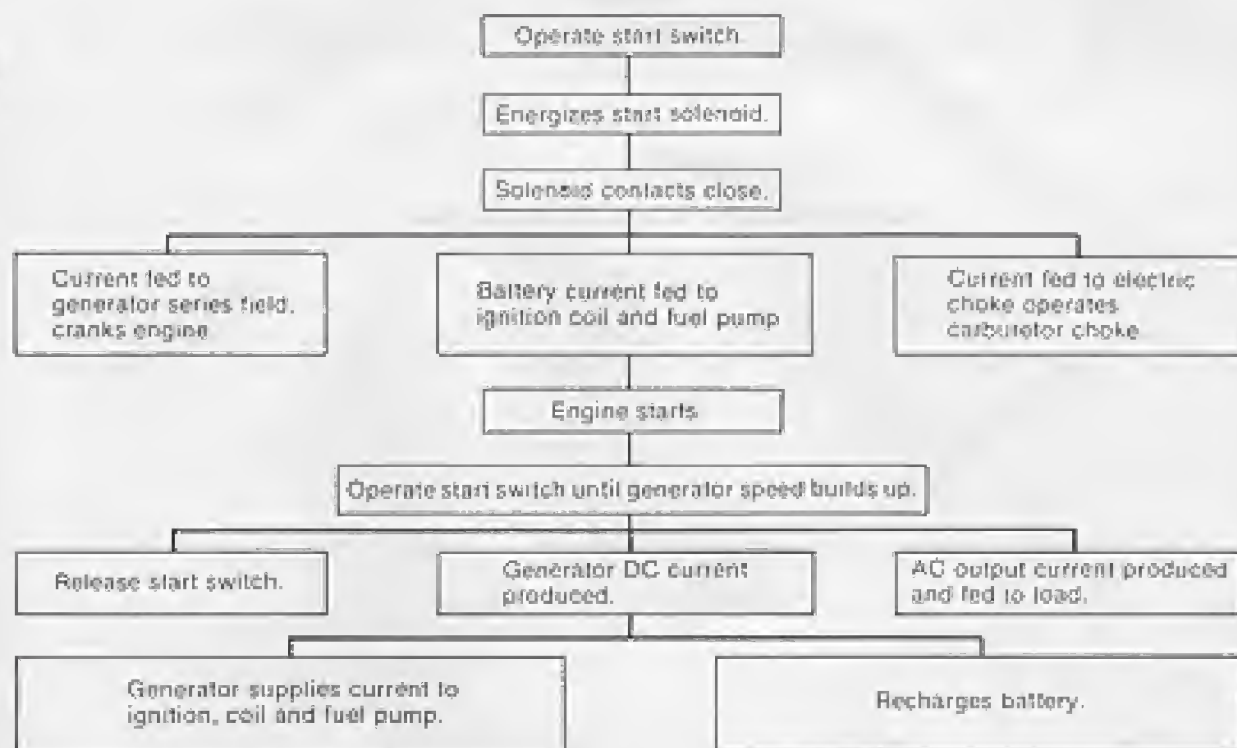 Operate start switch.
Energizes start solenoid.
Solenoid contacts close.
Current fed to
generator series field,
cranks engine.
Battery current fed to
ignition coil and fuel pump
Current fed to electric
choke operates
carburetor choke.
Engine starts
Operate start switch until generator speed builds up.
Release start switch.
Generator DC current
produced.
AC output current produced
and fed to load.
Generator supplies current to
ignition, coil and fuel pump.
Recharges battery.